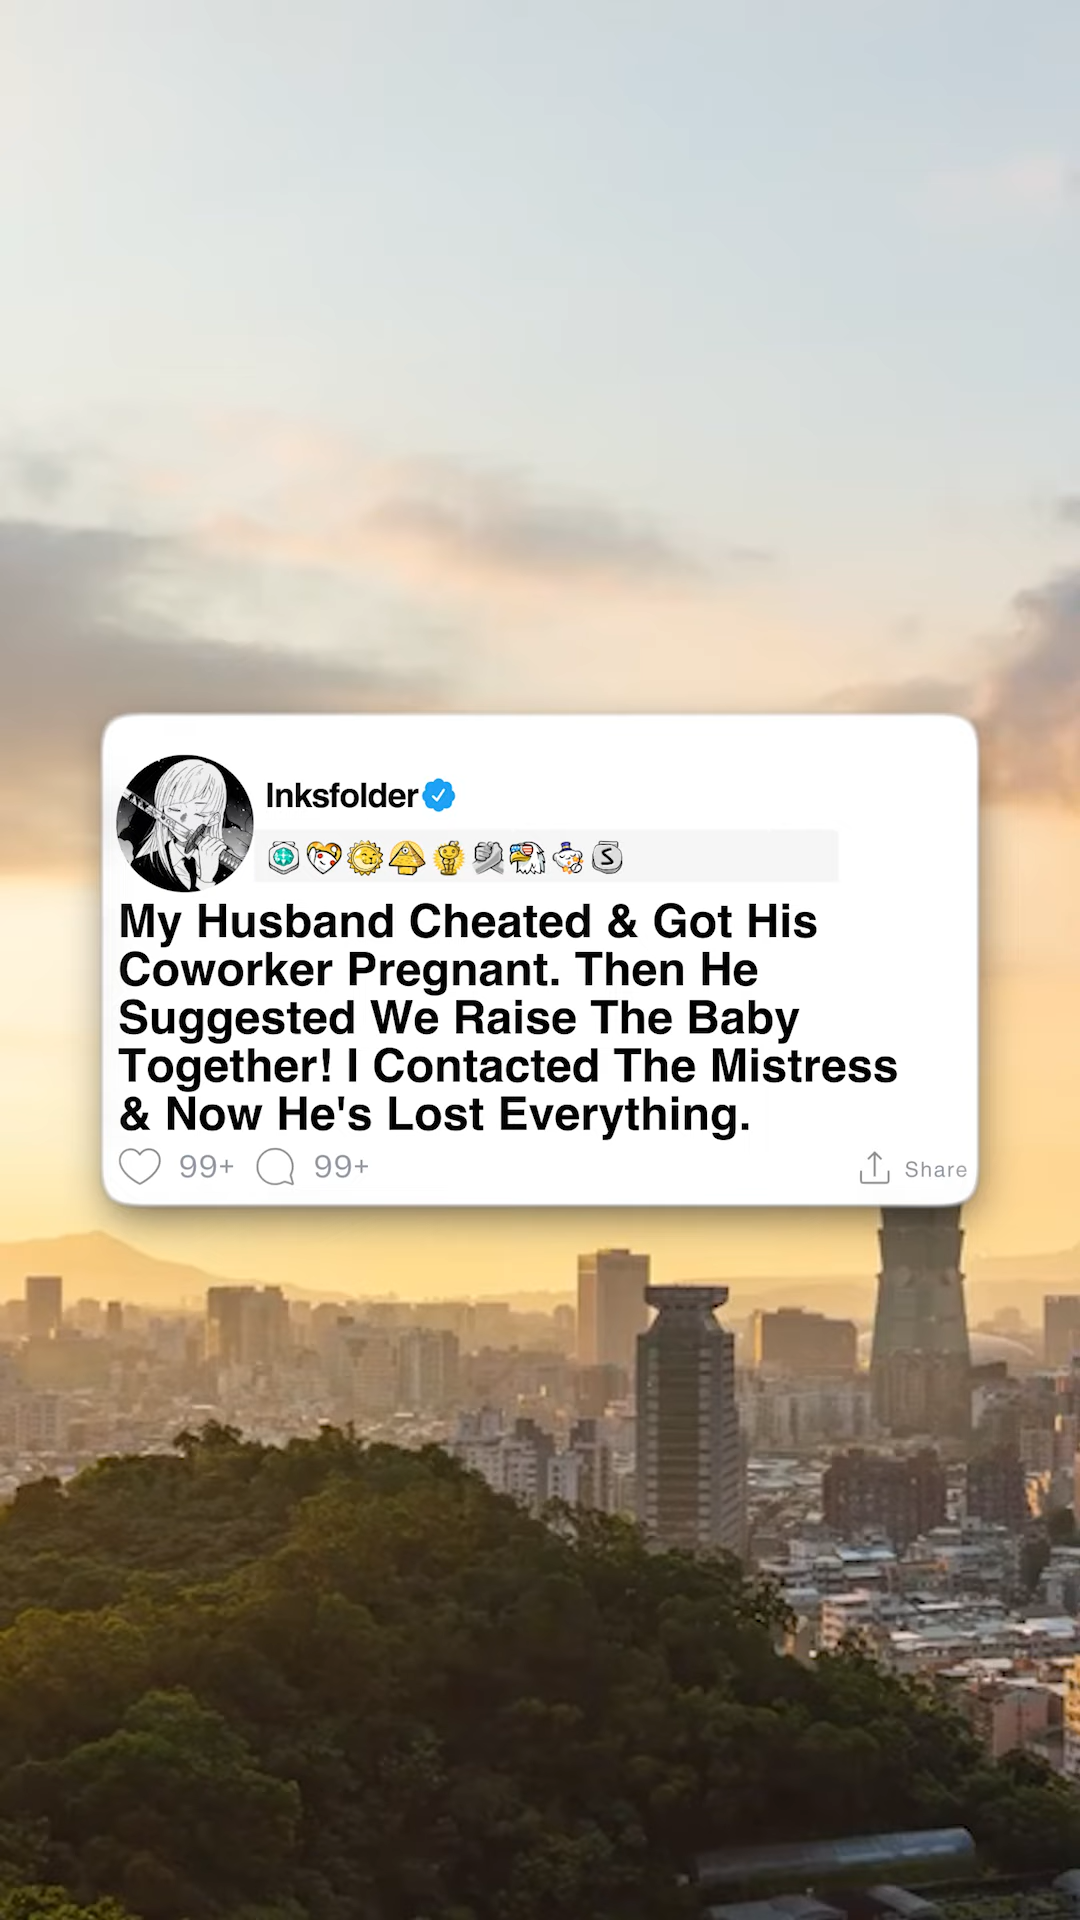 Inksfolder
My Husband Cheated & Got His
Coworker Pregnant. Then He
Suggested We Raise The Baby
Together! I Contacted The Mistress
& Now He's Lost Everything.
99+ 99+ Share